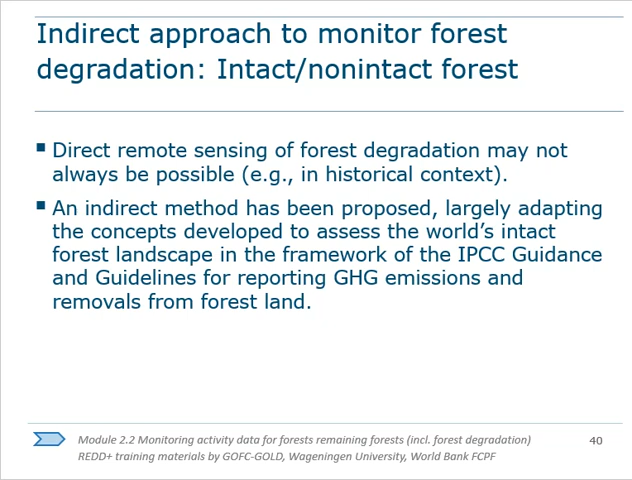 Indirect approach to monitor forest
degradation: Intact/nonintact forest
▪ Direct remote sensing of forest degradation may not
always be possible (e.g., in historical context).
▪ An indirect method has been proposed, largely adapting
the concepts developed to assess the world’s intact
forest landscape in the framework of the IPCC Guidance
and Guidelines for reporting GHG emissions and
removals from forest land.
Module 2.2 Monitoring activity data for forests remaining forests (incl. forest degradation)
REDD+ training materials by GOFC-GOLD, Wageningen University, World Bank FCPF
40